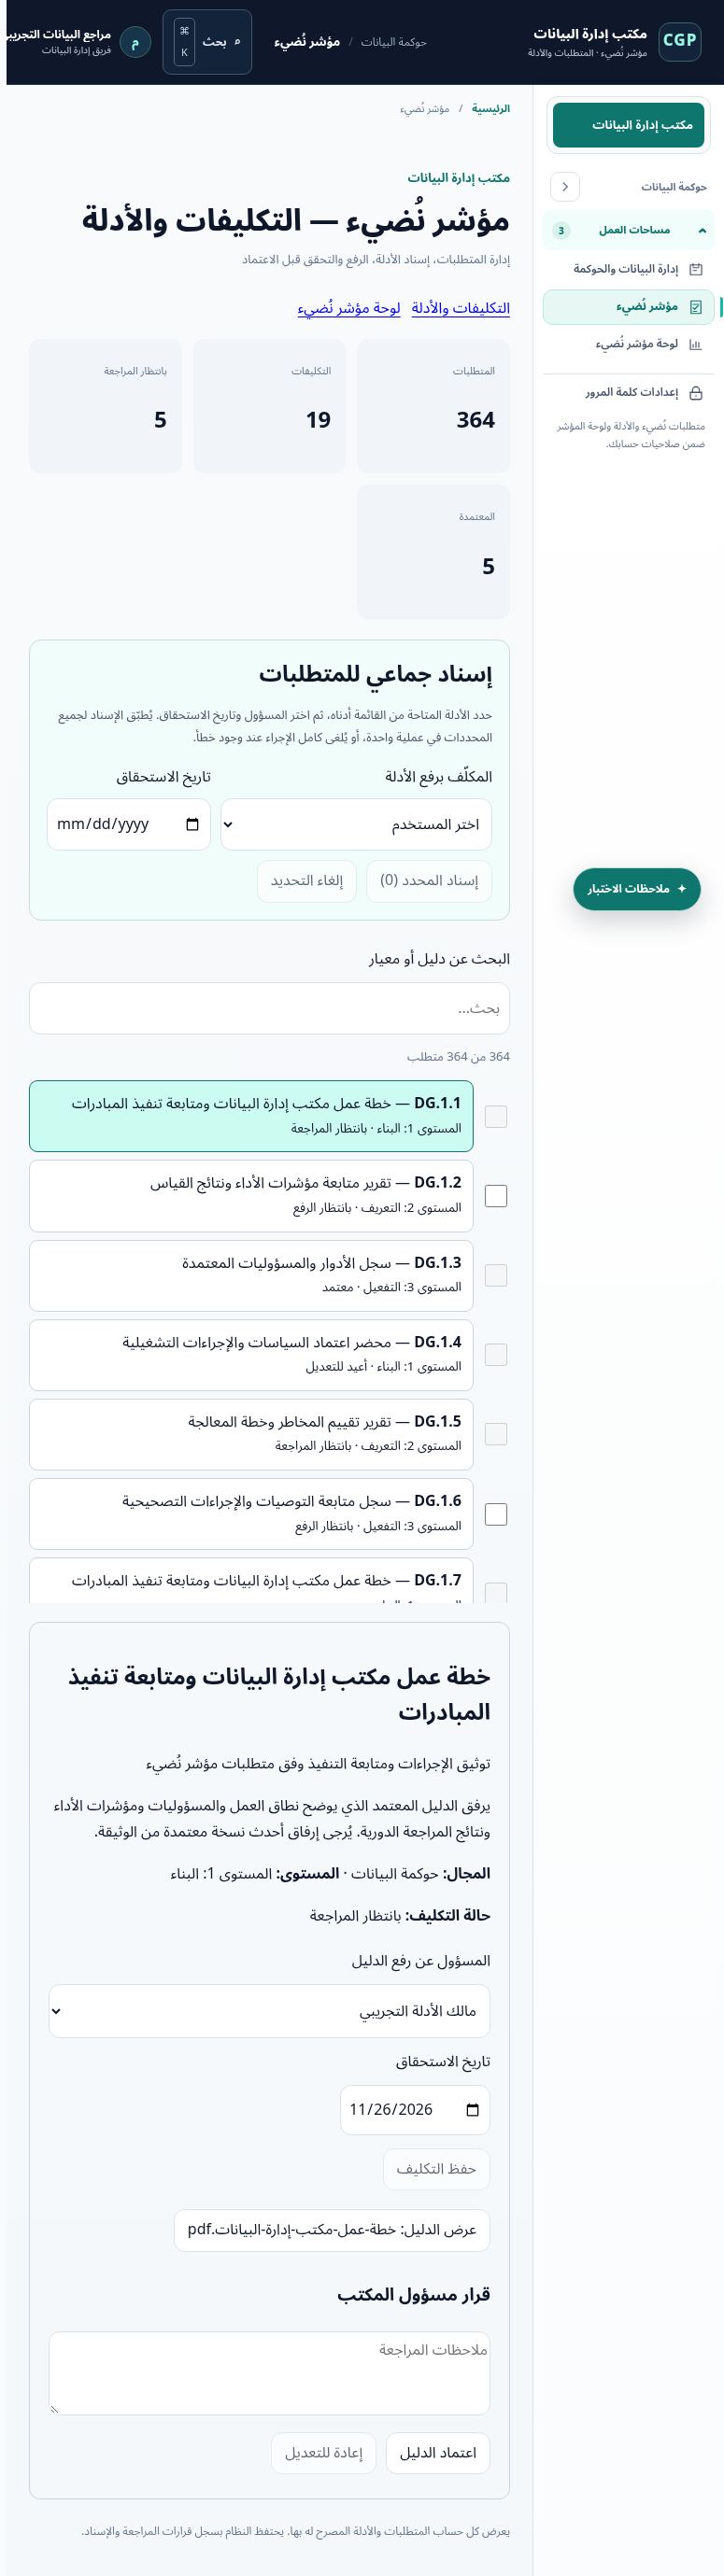 CGP
مكتب إدارة البيانات
مؤشر نُضيء · المتطلبات والأدلة
حوكمة البيانات / مؤشر نُضيء
⌕ بحث ⌘ K
م
مراجع البيانات التجريبي
فريق إدارة البيانات
مكتب إدارة البيانات
حوكمة البيانات
مساحات العمل 3
إدارة البيانات والحوكمة
مؤشر نُضيء
لوحة مؤشر نُضيء
إعدادات كلمة المرور
متطلبات نُضيء والأدلة ولوحة المؤشر
ضمن صلاحيات حسابك.
✦ ملاحظات الاختبار
الرئيسية / مؤشر نُضيء
مكتب إدارة البيانات
مؤشر نُضيء — التكليفات والأدلة
إدارة المتطلبات، إسناد الأدلة، الرفع والتحقق قبل الاعتماد
التكليفات والأدلة لوحة مؤشر نُضيء
المتطلبات
364
التكليفات
19
بانتظار المراجعة
5
المعتمدة
5
إسناد جماعي للمتطلبات
حدد الأدلة المتاحة من القائمة أدناه، ثم اختر المسؤول وتاريخ الاستحقاق. يُطبّق الإسناد لجميع
المحددات في عملية واحدة، أو يُلغى كامل الإجراء عند وجود خطأ.
المكلّف برفع الأدلة
اختر المستخدم
تاريخ الاستحقاق
mm/dd/yyyy
إسناد المحدد (0)
إلغاء التحديد
البحث عن دليل أو معيار
بحث...
364 من 364 متطلب
DG.1.1 — خطة عمل مكتب إدارة البيانات ومتابعة تنفيذ المبادرات
المستوى 1: البناء · بانتظار المراجعة
DG.1.2 — تقرير متابعة مؤشرات الأداء ونتائج القياس
المستوى 2: التعريف · بانتظار الرفع
DG.1.3 — سجل الأدوار والمسؤوليات المعتمدة
المستوى 3: التفعيل · معتمد
DG.1.4 — محضر اعتماد السياسات والإجراءات التشغيلية
المستوى 1: البناء · أعيد للتعديل
DG.1.5 — تقرير تقييم المخاطر وخطة المعالجة
المستوى 2: التعريف · بانتظار المراجعة
DG.1.6 — سجل متابعة التوصيات والإجراءات التصحيحية
المستوى 3: التفعيل · بانتظار الرفع
DG.1.7 — خطة عمل مكتب إدارة البيانات ومتابعة تنفيذ المبادرات
خطة عمل مكتب إدارة البيانات ومتابعة تنفيذ
المبادرات
توثيق الإجراءات ومتابعة التنفيذ وفق متطلبات مؤشر نُضيء
يرفق الدليل المعتمد الذي يوضح نطاق العمل والمسؤوليات ومؤشرات الأداء
ونتائج المراجعة الدورية. يُرجى إرفاق أحدث نسخة معتمدة من الوثيقة.
المجال: حوكمة البيانات · المستوى: المستوى 1: البناء
حالة التكليف: بانتظار المراجعة
المسؤول عن رفع الدليل
مالك الأدلة التجريبي
تاريخ الاستحقاق
11/26/2026
حفظ التكليف
عرض الدليل: خطة-عمل-مكتب-إدارة-البيانات.pdf
قرار مسؤول المكتب
ملاحظات المراجعة
اعتماد الدليل
إعادة للتعديل
يعرض كل حساب المتطلبات والأدلة المصرح له بها. يحتفظ النظام بسجل قرارات المراجعة والإسناد.